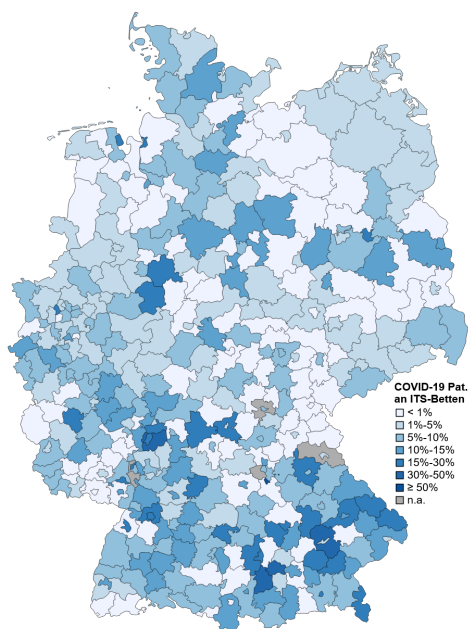 COVID-19 Pat.
an ITS-Betten
< 1%
1%-5%
5%-10%
10%-15%
15%-30%
30%-50%
≥ 50%
n.a.